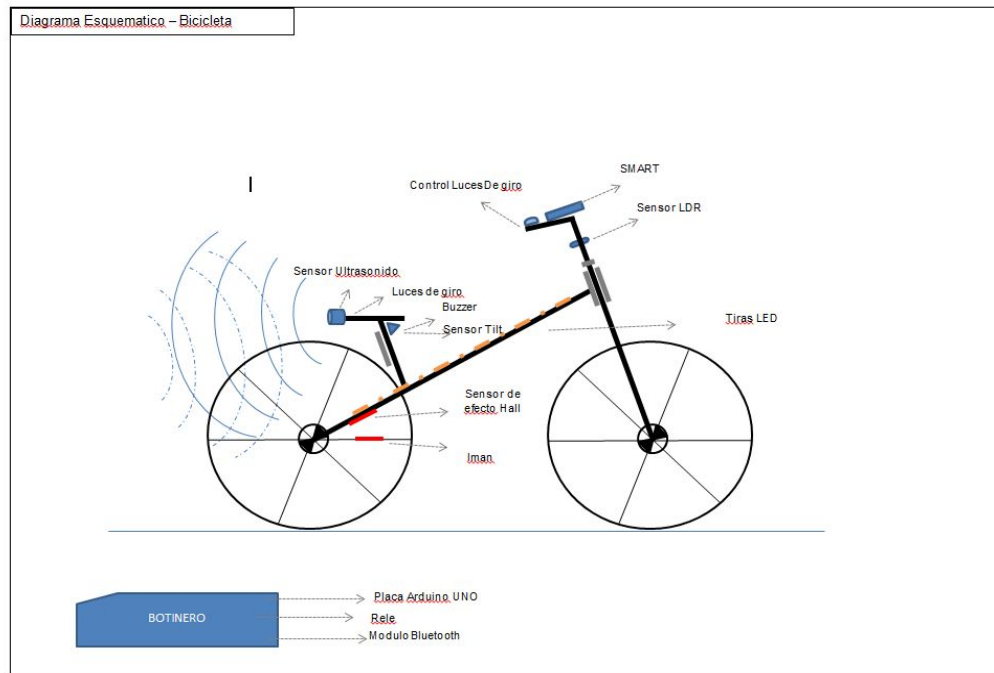 Diagrama Esquematico – Bicicleta
SMART
Control Luces De giro
Sensor LDR
Sensor Ultrasonido
Luces de giro
Buzzer
Sensor Tilt
Tiras LED
Sensor de
efecto Hall
Iman
Placa Arduino UNO
BOTINERO
Rele
Modulo Bluetooth